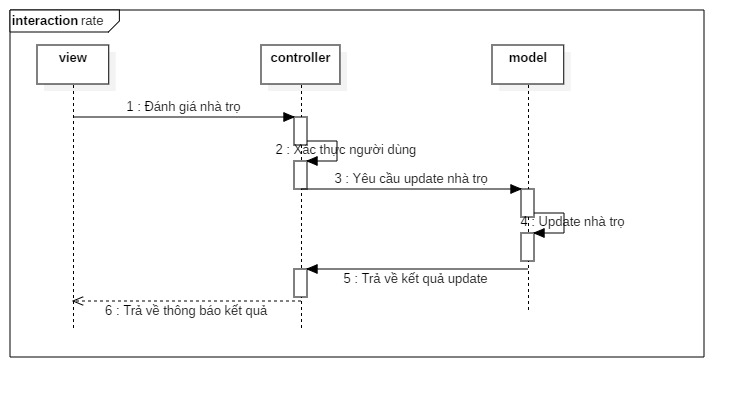 interaction rate
view
controller
model
1 : Đánh giá nhà trọ
2 : Xác thực người dùng
3 : Yêu cầu update nhà trọ
4 : Update nhà trọ
5 : Trả về kết quả update
6 : Trả về thông báo kết quả